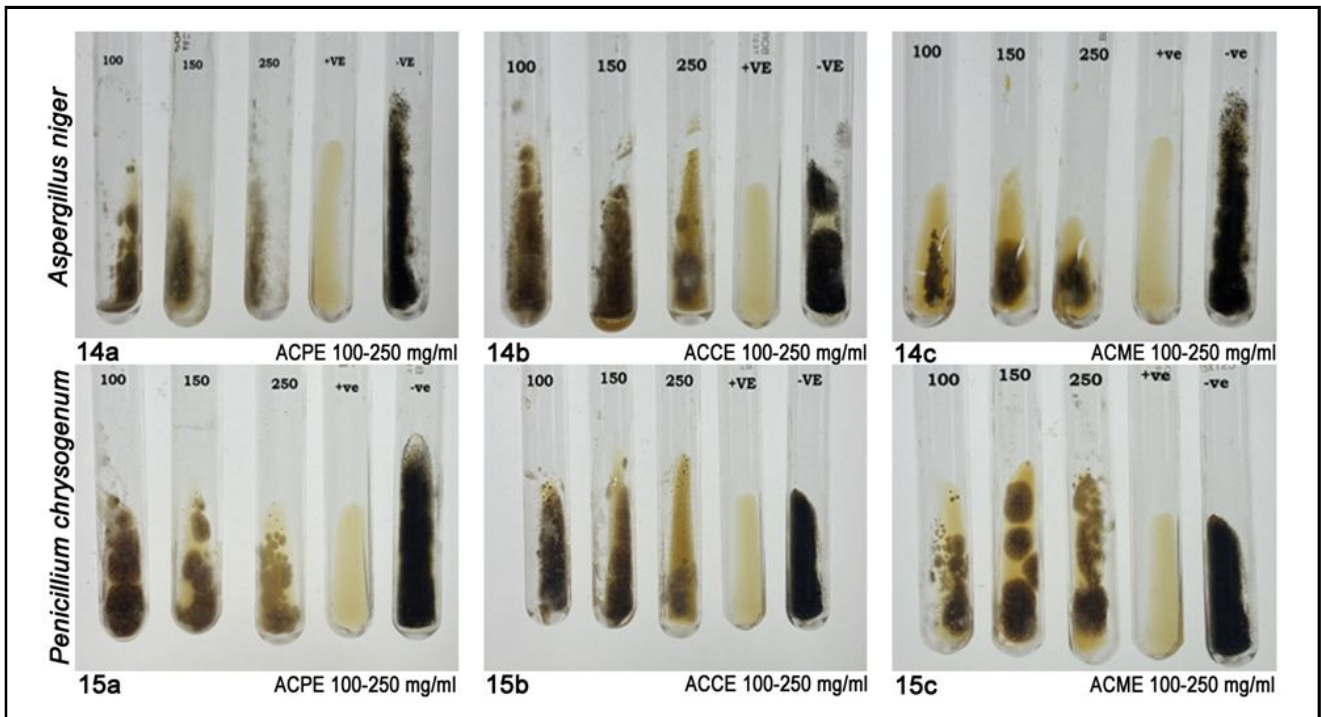 Aspergillus niger
100 150 250 +VE -VE
14a ACPE 100-250 mg/ml
100 150 250 +VE -VE
14b ACCE 100-250 mg/ml
100 150 250 +ve -ve
14c ACME 100-250 mg/ml
Penicillium chrysogenum
100 150 250 +ve -ve
15a ACPE 100-250 mg/ml
100 150 250 +VE -VE
15b ACCE 100-250 mg/ml
100 150 250 +ve -ve
15c ACME 100-250 mg/ml